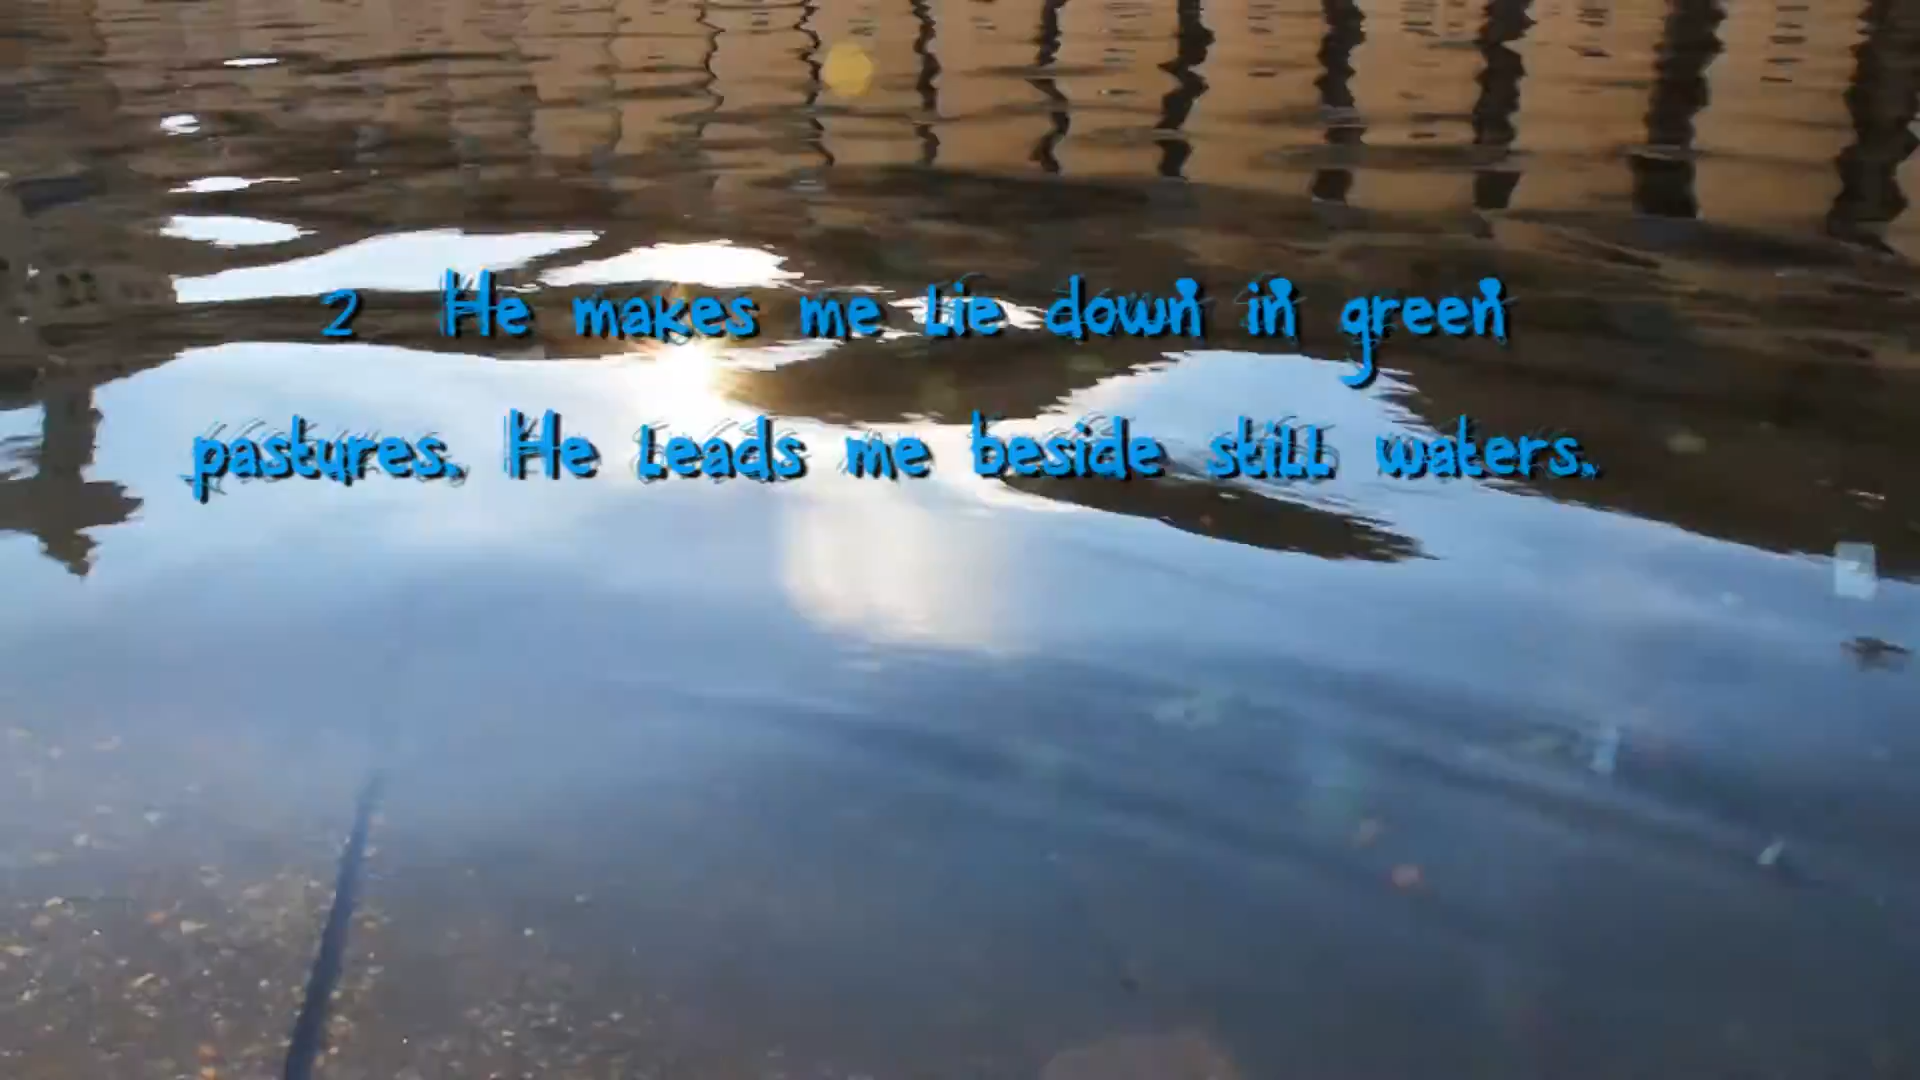 2 He makes me lie down in green
pastures. He leads me beside still waters.